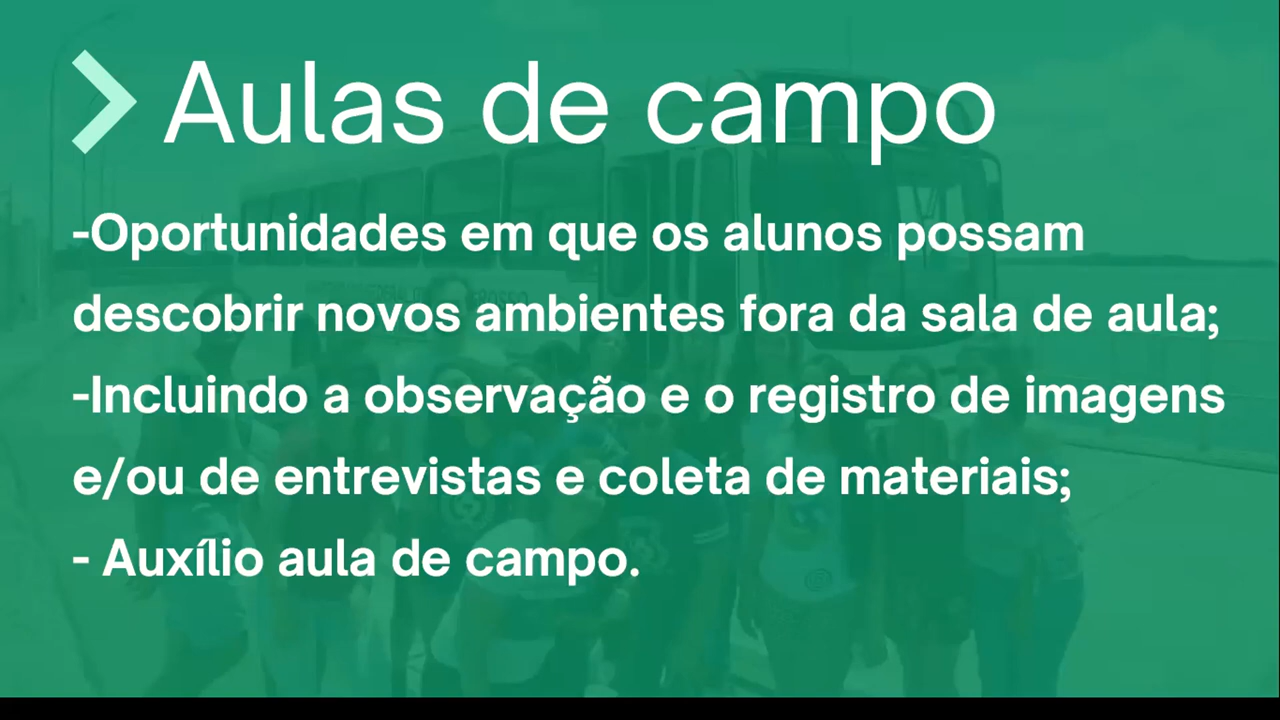 Aulas de campo
-Oportunidades em que os alunos possam
descobrir novos ambientes fora da sala de aula;
-Incluindo a observação e o registro de imagens
e/ou de entrevistas e coleta de materiais;
- Auxílio aula de campo.